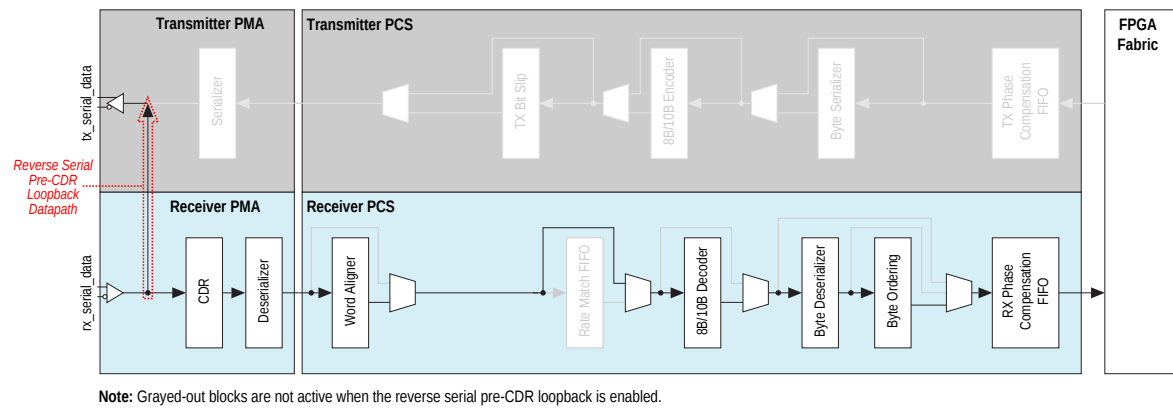 Transmitter PMA
Transmitter PCS
FPGA
Fabric
tx_serial_data
Serializer
TX Bit Slip
8B/10B Encoder
Byte Serializer
TX Phase
Compensation
FIFO
Reverse Serial
Pre-CDR
Loopback
Datapath
Receiver PMA
Receiver PCS
rx_serial_data
CDR
Deserializer
Word Aligner
Rate Match FIFO
8B/10B Decoder
Byte Deserializer
Byte Ordering
RX Phase
Compensation
FIFO
Note: Grayed-out blocks are not active when the reverse serial pre-CDR loopback is enabled.